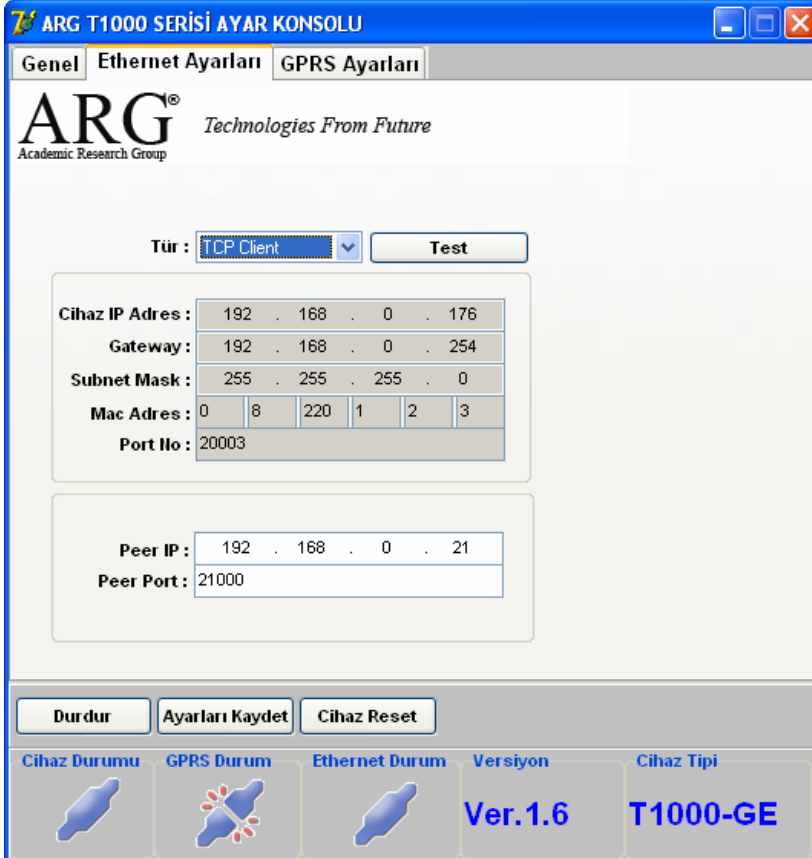 ARG T1000 SERİSİ AYAR KONSOLU
Genel Ethernet Ayarları GPRS Ayarları
ARG®
Academic Research Group
Technologies From Future
Tür : TCP Client Test
Cihaz IP Adres : 192 . 168 . 0 . 176
Gateway : 192 . 168 . 0 . 254
Subnet Mask : 255 . 255 . 255 . 0
Mac Adres : 0 8 220 1 2 3
Port No : 20003
Peer IP : 192 . 168 . 0 . 21
Peer Port : 21000
Durdur Ayarları Kaydet Cihaz Reset
Cihaz Durumu GPRS Durum Ethernet Durum Versiyon Cihaz Tipi
Ver.1.6 T1000-GE